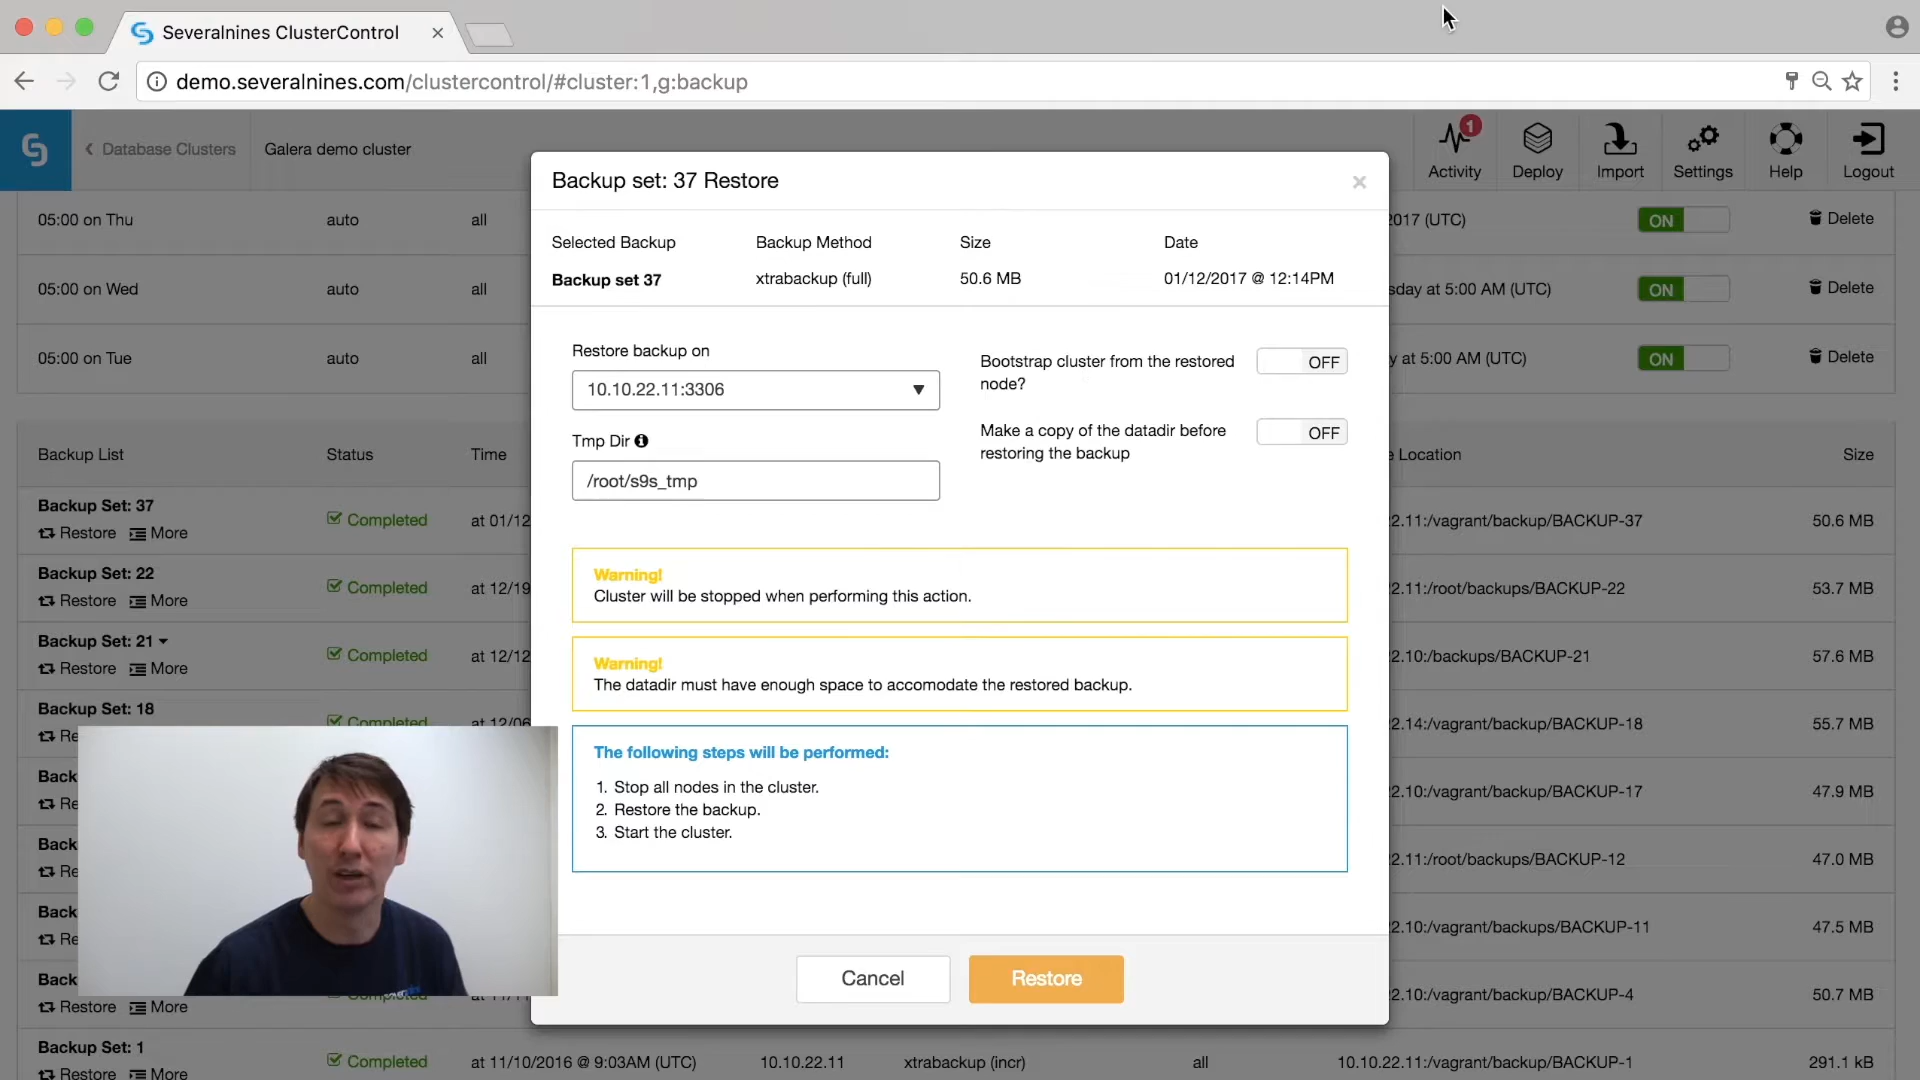 Severalnines ClusterControl
demo.severalnines.com/clustercontrol/#cluster:1,g:backup
Database Clusters
Galera demo cluster
1
Activity
Deploy
Import
Settings
Help
Logout
05:00 on Thu
auto
all
2017 (UTC)
ON
Delete
05:00 on Wed
auto
all
sday at 5:00 AM (UTC)
ON
Delete
05:00 on Tue
auto
all
y at 5:00 AM (UTC)
ON
Delete
Backup set: 37 Restore
Selected Backup
Backup Method
Size
Date
Backup set 37
xtrabackup (full)
50.6 MB
01/12/2017 @ 12:14PM
Restore backup on
10.10.22.11:3306
Tmp Dir
/root/s9s_tmp
Bootstrap cluster from the restored
node?
OFF
Make a copy of the datadir before
restoring the backup
OFF
Warning!
Cluster will be stopped when performing this action.
Warning!
The datadir must have enough space to accomodate the restored backup.
The following steps will be performed:
1. Stop all nodes in the cluster.
2. Restore the backup.
3. Start the cluster.
Cancel
Restore
Backup List
Status
Time
e Location
Size
Backup Set: 37
Restore
More
Completed
at 01/12
2.11:/vagrant/backup/BACKUP-37
50.6 MB
Backup Set: 22
Restore
More
Completed
at 12/19
2.11:/root/backups/BACKUP-22
53.7 MB
Backup Set: 21
Restore
More
Completed
at 12/12
2.10:/backups/BACKUP-21
57.6 MB
Backup Set: 18
Re
Completed
at 12/06
2.14:/vagrant/backup/BACKUP-18
55.7 MB
Back
Re
2.10:/vagrant/backup/BACKUP-17
47.9 MB
Back
Re
2.11:/root/backups/BACKUP-12
47.0 MB
Back
Re
2.10:/vagrant/backups/BACKUP-11
47.5 MB
Back
Restore
More
2.10:/vagrant/backup/BACKUP-4
50.7 MB
Backup Set: 1
Restore
More
Completed
at 11/10/2016 @ 9:03AM (UTC)
10.10.22.11
xtrabackup (incr)
all
10.10.22.11:/vagrant/backup/BACKUP-1
291.1 kB